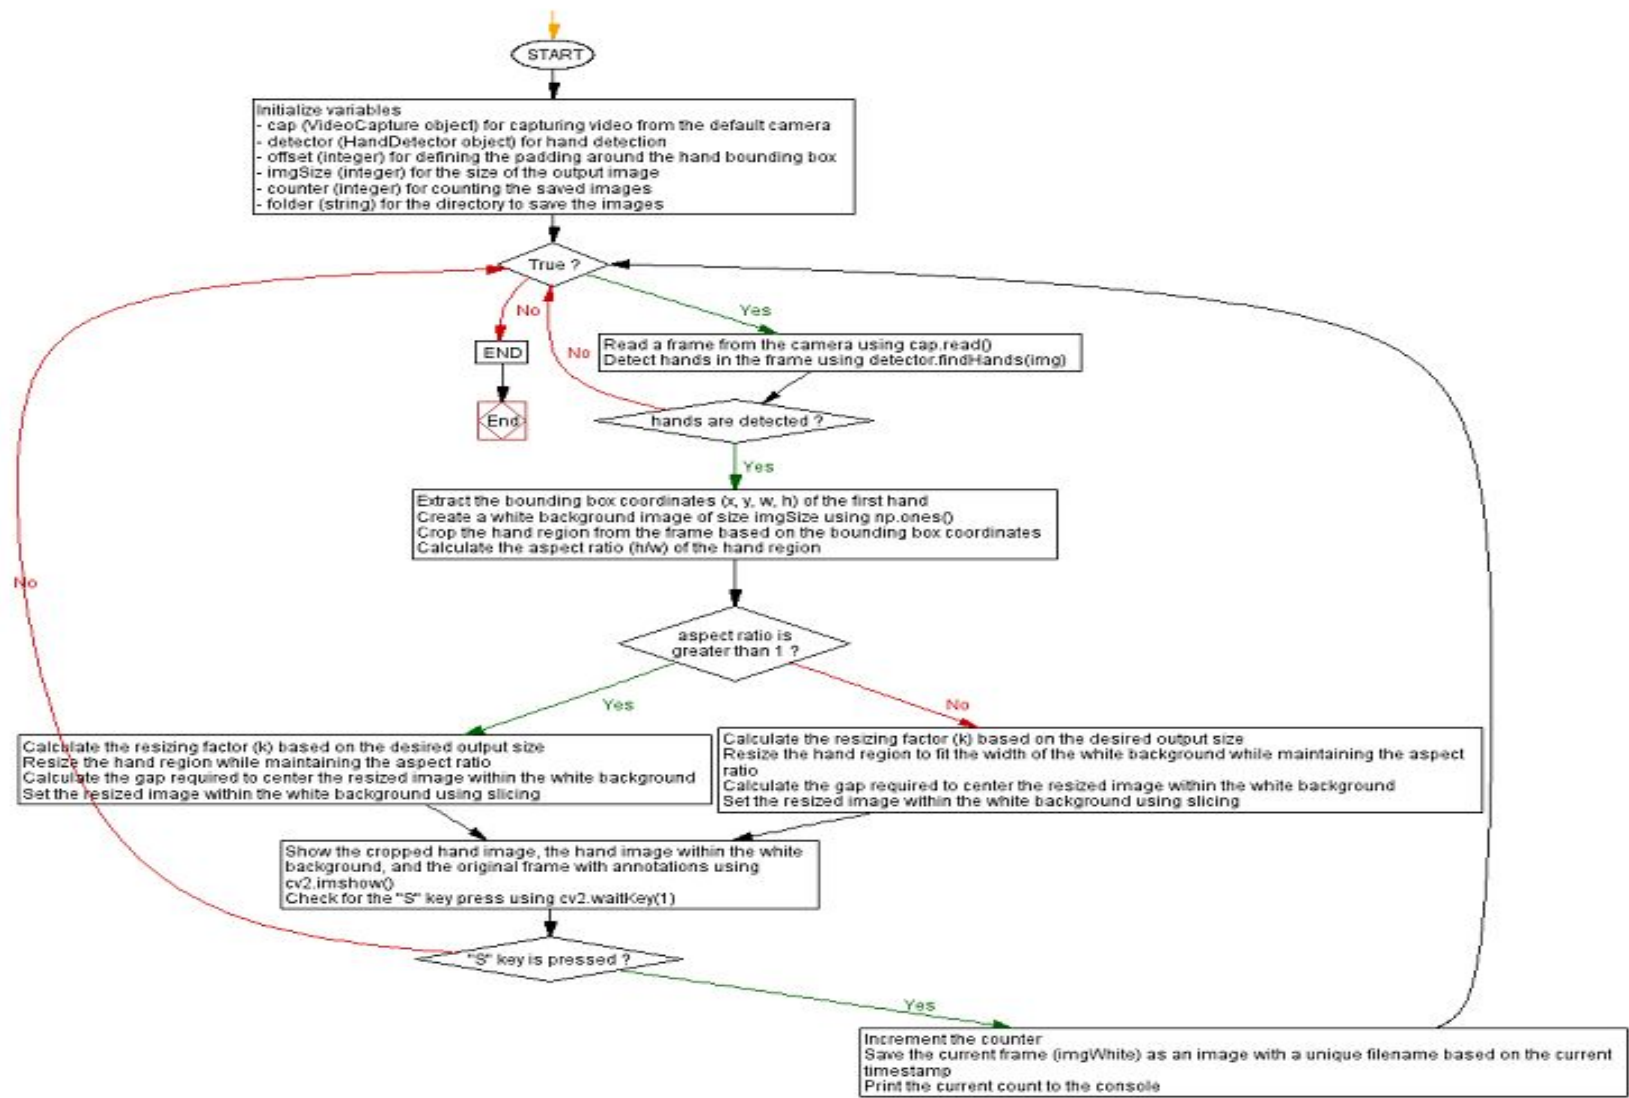 START
Initialize variables
- cap (VideoCapture object) for capturing video from the default camera
- detector (HandDetector object) for hand detection
- offset (integer) for defining the padding around the hand bounding box
- imgSize (integer) for the size of the output image
- counter (integer) for counting the saved images
- folder (string) for the directory to save the images
True ?
No
Yes
END
No
Read a frame from the camera using cap.read()
Detect hands in the frame using detector.findHands(img)
End
hands are detected ?
Yes
Extract the bounding box coordinates (x, y, w, h) of the first hand
Create a white background image of size imgSize using np.ones()
Crop the hand region from the frame based on the bounding box coordinates
Calculate the aspect ratio (h/w) of the hand region
No
aspect ratio is
greater than 1 ?
Yes
No
Calculate the resizing factor (k) based on the desired output size
Resize the hand region while maintaining the aspect ratio
Calculate the gap required to center the resized image within the white background
Set the resized image within the white background using slicing
Calculate the resizing factor (k) based on the desired output size
Resize the hand region to fit the width of the white background while maintaining the aspect
ratio
Calculate the gap required to center the resized image within the white background
Set the resized image within the white background using slicing
Show the cropped hand image, the hand image within the white
background, and the original frame with annotations using
cv2.imshow()
Check for the "S" key press using cv2.waitKey(1)
"S" key is pressed ?
Yes
Increment the counter
Save the current frame (imgWhite) as an image with a unique filename based on the current
timestamp
Print the current count to the console